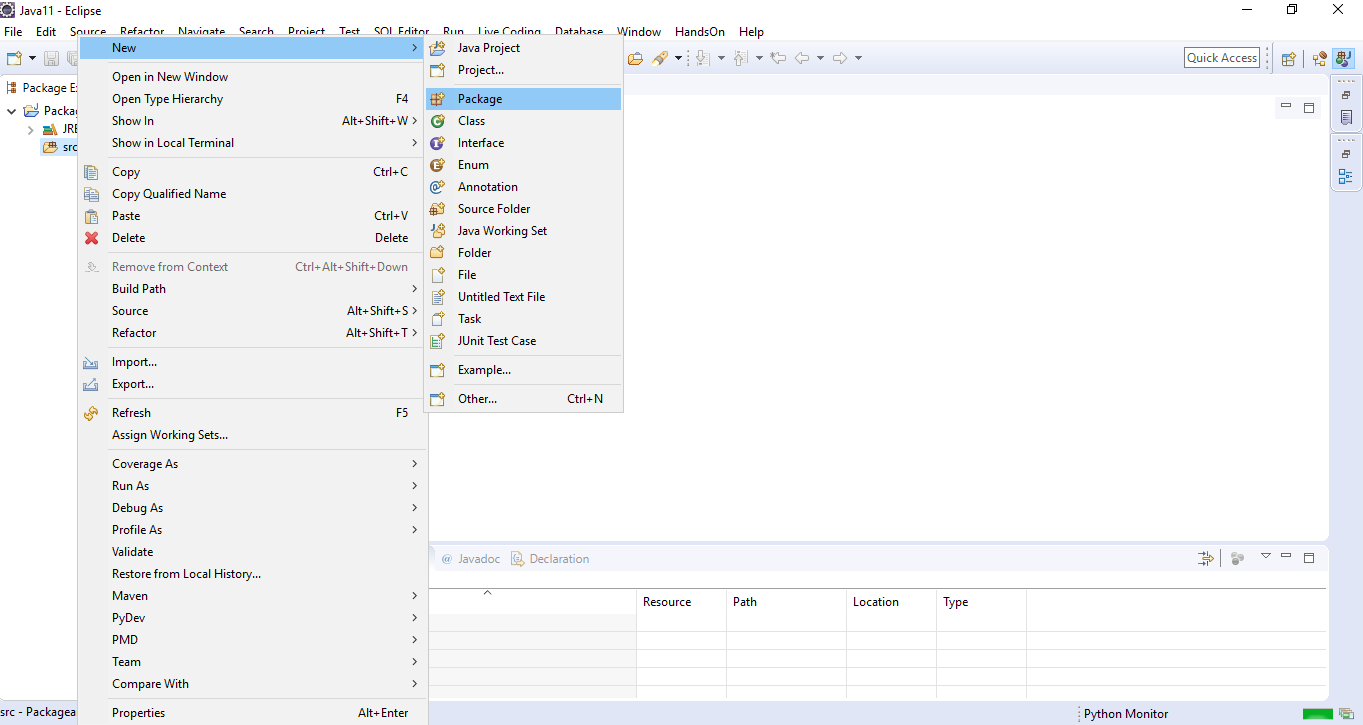 Java11 - Eclipse
File Edit Source Refactor Navigate Search Project Test SQL Editor Run Live Coding Database Window HandsOn Help
Quick Access
Package Ex
Packag
JRE
src
New
Open in New Window
Open Type Hierarchy F4
Show In Alt+Shift+W
Show in Local Terminal
Copy Ctrl+C
Copy Qualified Name
Paste Ctrl+V
Delete Delete
Remove from Context Ctrl+Alt+Shift+Down
Build Path
Source Alt+Shift+S
Refactor Alt+Shift+T
Import...
Export...
Refresh F5
Assign Working Sets...
Coverage As
Run As
Debug As
Profile As
Validate
Restore from Local History...
Maven
PyDev
PMD
Team
Compare With
Properties Alt+Enter
Java Project
Project...
Package
Class
Interface
Enum
Annotation
Source Folder
Java Working Set
Folder
File
Untitled Text File
Task
JUnit Test Case
Example...
Other... Ctrl+N
@ Javadoc Declaration
Resource Path Location Type
src - Packagea
Python Monitor